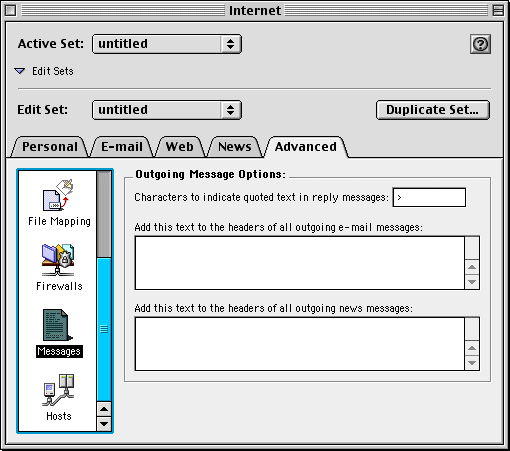 Internet
Active Set: untitled
?
Edit Sets
Edit Set: untitled Duplicate Set...
Personal E-mail Web News Advanced
File Mapping
Firewalls
Messages
Hosts
Outgoing Message Options:
Characters to indicate quoted text in reply messages: >
Add this text to the headers of all outgoing e-mail messages:
Add this text to the headers of all outgoing news messages: